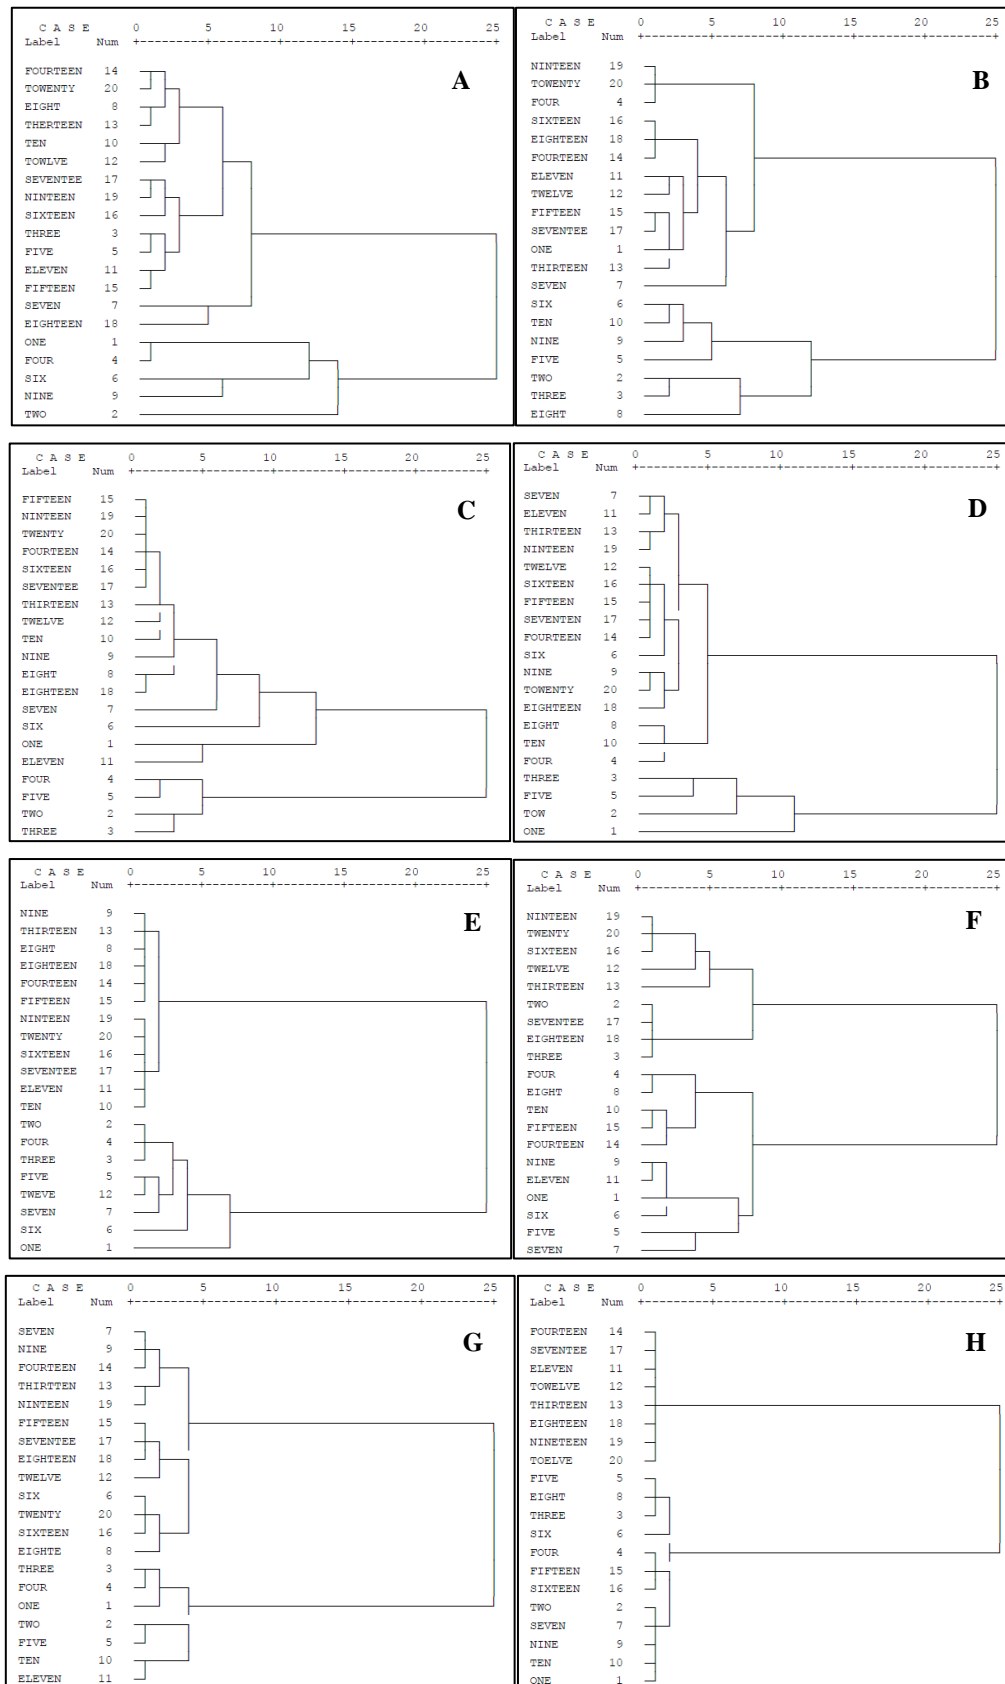 C A S E 0 5 10 15 20 25
Label Num +---------+---------+---------+---------+---------+
A
FOURTEEN 14
TOWENTY 20
EIGHT 8
THERTEEN 13
TEN 10
TOWLVE 12
SEVENTEE 17
NINTEEN 19
SIXTEEN 16
THREE 3
FIVE 5
ELEVEN 11
FIFTEEN 15
SEVEN 7
EIGHTEEN 18
ONE 1
FOUR 4
SIX 6
NINE 9
TWO 2
C A S E 0 5 10 15 20 25
Label Num +---------+---------+---------+---------+---------+
B
NINTEEN 19
TOWENTY 20
FOUR 4
SIXTEEN 16
EIGHTEEN 18
FOURTEEN 14
ELEVEN 11
TWELVE 12
FIFTEEN 15
SEVENTEE 17
ONE 1
THIRTEEN 13
SEVEN 7
SIX 6
TEN 10
NINE 9
FIVE 5
TWO 2
THREE 3
EIGHT 8
C A S E 0 5 10 15 20 25
Label Num +---------+---------+---------+---------+---------+
C
FIFTEEN 15
NINTEEN 19
TWENTY 20
FOURTEEN 14
SIXTEEN 16
SEVENTEE 17
THIRTEEN 13
TWELVE 12
TEN 10
NINE 9
EIGHT 8
EIGHTEEN 18
SEVEN 7
SIX 6
ONE 1
ELEVEN 11
FOUR 4
FIVE 5
TWO 2
THREE 3
C A S E 0 5 10 15 20 25
Label Num +---------+---------+---------+---------+---------+
D
SEVEN 7
ELEVEN 11
THIRTEEN 13
NINTEEN 19
TWELVE 12
SIXTEEN 16
FIFTEEN 15
SEVENTEN 17
FOURTEEN 14
SIX 6
NINE 9
TOWENTY 20
EIGHTEEN 18
EIGHT 8
TEN 10
FOUR 4
THREE 3
FIVE 5
TOW 2
ONE 1
C A S E 0 5 10 15 20 25
Label Num +---------+---------+---------+---------+---------+
E
NINE 9
THIRTEEN 13
EIGHT 8
EIGHTEEN 18
FOURTEEN 14
FIFTEEN 15
NINTEEN 19
TWENTY 20
SIXTEEN 16
SEVENTEE 17
ELEVEN 11
TEN 10
TWO 2
FOUR 4
THREE 3
FIVE 5
TWEVE 12
SEVEN 7
SIX 6
ONE 1
C A S E 0 5 10 15 20 25
Label Num +---------+---------+---------+---------+---------+
F
NINTEEN 19
TWENTY 20
SIXTEEN 16
TWELVE 12
THIRTEEN 13
TWO 2
SEVENTEE 17
EIGHTEEN 18
THREE 3
FOUR 4
EIGHT 8
TEN 10
FIFTEEN 15
FOURTEEN 14
NINE 9
ELEVEN 11
ONE 1
SIX 6
FIVE 5
SEVEN 7
C A S E 0 5 10 15 20 25
Label Num +---------+---------+---------+---------+---------+
G
SEVEN 7
NINE 9
FOURTEEN 14
THIRTTEN 13
NINTEEN 19
FIFTEEN 15
SEVENTEE 17
EIGHTEEN 18
TWELVE 12
SIX 6
TWENTY 20
SIXTEEN 16
EIGHTE 8
THREE 3
FOUR 4
ONE 1
TWO 2
FIVE 5
TEN 10
ELEVEN 11
C A S E 0 5 10 15 20 25
Label Num +---------+---------+---------+---------+---------+
H
FOURTEEN 14
SEVENTEE 17
ELEVEN 11
TOWELVE 12
THIRTEEN 13
EIGHTEEN 18
NINETEEN 19
TOELVE 20
FIVE 5
EIGHT 8
THREE 3
SIX 6
FOUR 4
FIFTEEN 15
SIXTEEN 16
TWO 2
SEVEN 7
NINE 9
TEN 10
ONE 1